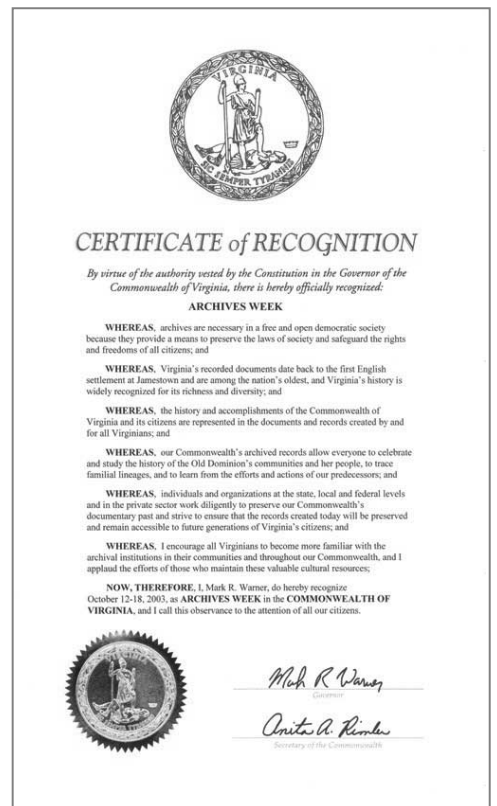 VIRGINIA
SIC SEMPER TYRANNIS
CERTIFICATE of RECOGNITION
By virtue of the authority vested by the Constitution in the Governor of the
Commonwealth of Virginia, there is hereby officially recognized:
ARCHIVES WEEK
WHEREAS, archives are necessary in a free and open democratic society
because they provide a means to preserve the laws of society and safeguard the rights
and freedoms of all citizens; and
WHEREAS, Virginia's recorded documents date back to the first English
settlement at Jamestown and are among the nation's oldest, and Virginia's history is
widely recognized for its richness and diversity; and
WHEREAS, the history and accomplishments of the Commonwealth of
Virginia and its citizens are represented in the documents and records created by and
for all Virginians; and
WHEREAS, our Commonwealth's archived records allow everyone to celebrate
and study the history of the Old Dominion's communities and her people, to trace
familial lineages, and to learn from the efforts and actions of our predecessors; and
WHEREAS, individuals and organizations at the state, local and federal levels
and in the private sector work diligently to preserve our Commonwealth's
documentary past and strive to ensure that the records created today will be preserved
and remain accessible to future generations of Virginia's citizens; and
WHEREAS, I encourage all Virginians to become more familiar with the
archival institutions in their communities and throughout our Commonwealth, and I
applaud the efforts of those who maintain these valuable cultural resources;
NOW, THEREFORE, I, Mark R. Warner, do hereby recognize
October 12-18, 2003, as ARCHIVES WEEK in the COMMONWEALTH OF
VIRGINIA, and I call this observance to the attention of all our citizens.
Mark R Warner
Governor
Anita A. Rimler
Secretary of the Commonwealth